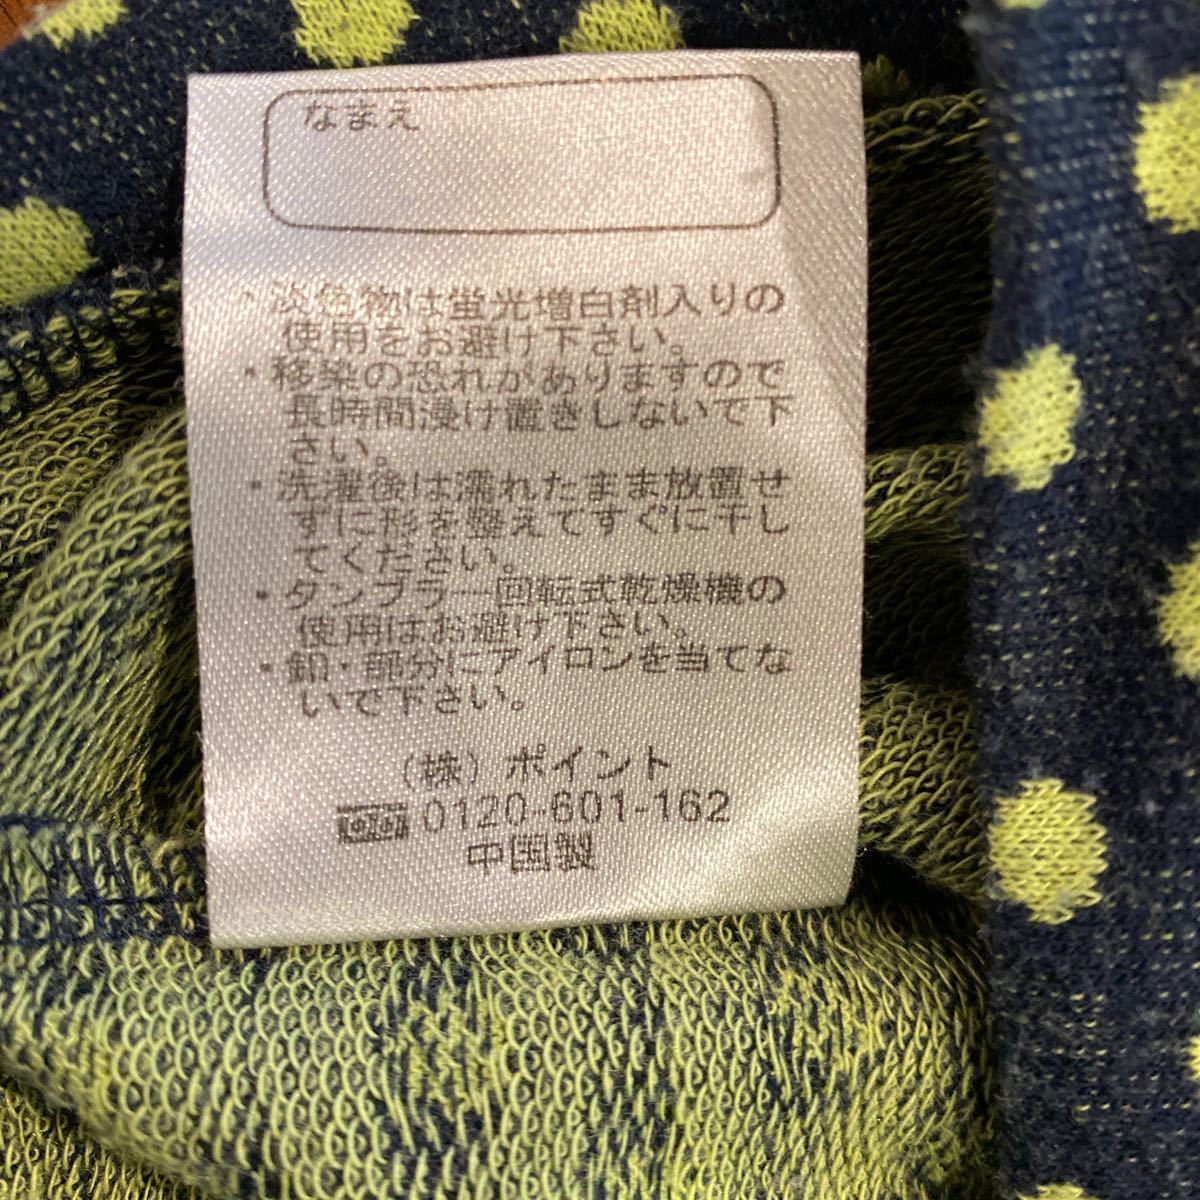 なまえ
・淡色物は蛍光増白剤入りの
使用をお避け下さい。
・移染の恐れがありますので
長時間浸け置きしないで下
さい。
・洗濯後は濡れたまま放置せ
ずに形を整えてすぐに干し
てください。
・タンブラー回転式乾燥機の
使用はお避け下さい。
・釦・部分にアイロンを当てな
いで下さい。
（株）ポイント
0120-601-162
中国製